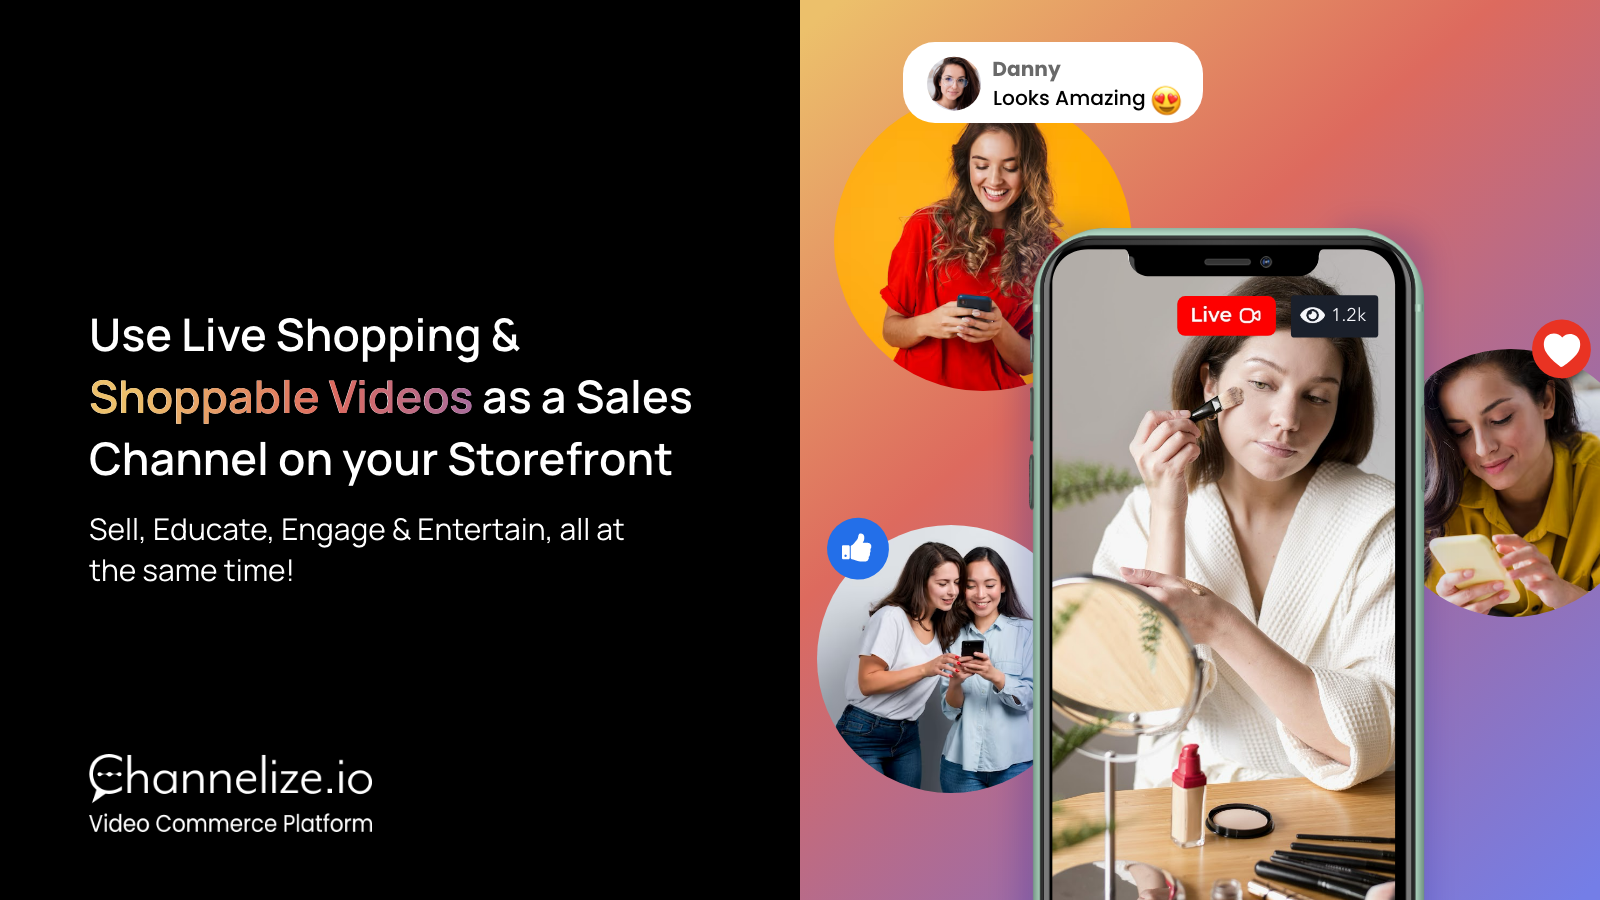 Use Live Shopping &
Shoppable Videos as a Sales
Channel on your Storefront
Sell, Educate, Engage & Entertain, all at
the same time!
Channelize.io
Video Commerce Platform
Danny
Looks Amazing 😍
Live
1.2k